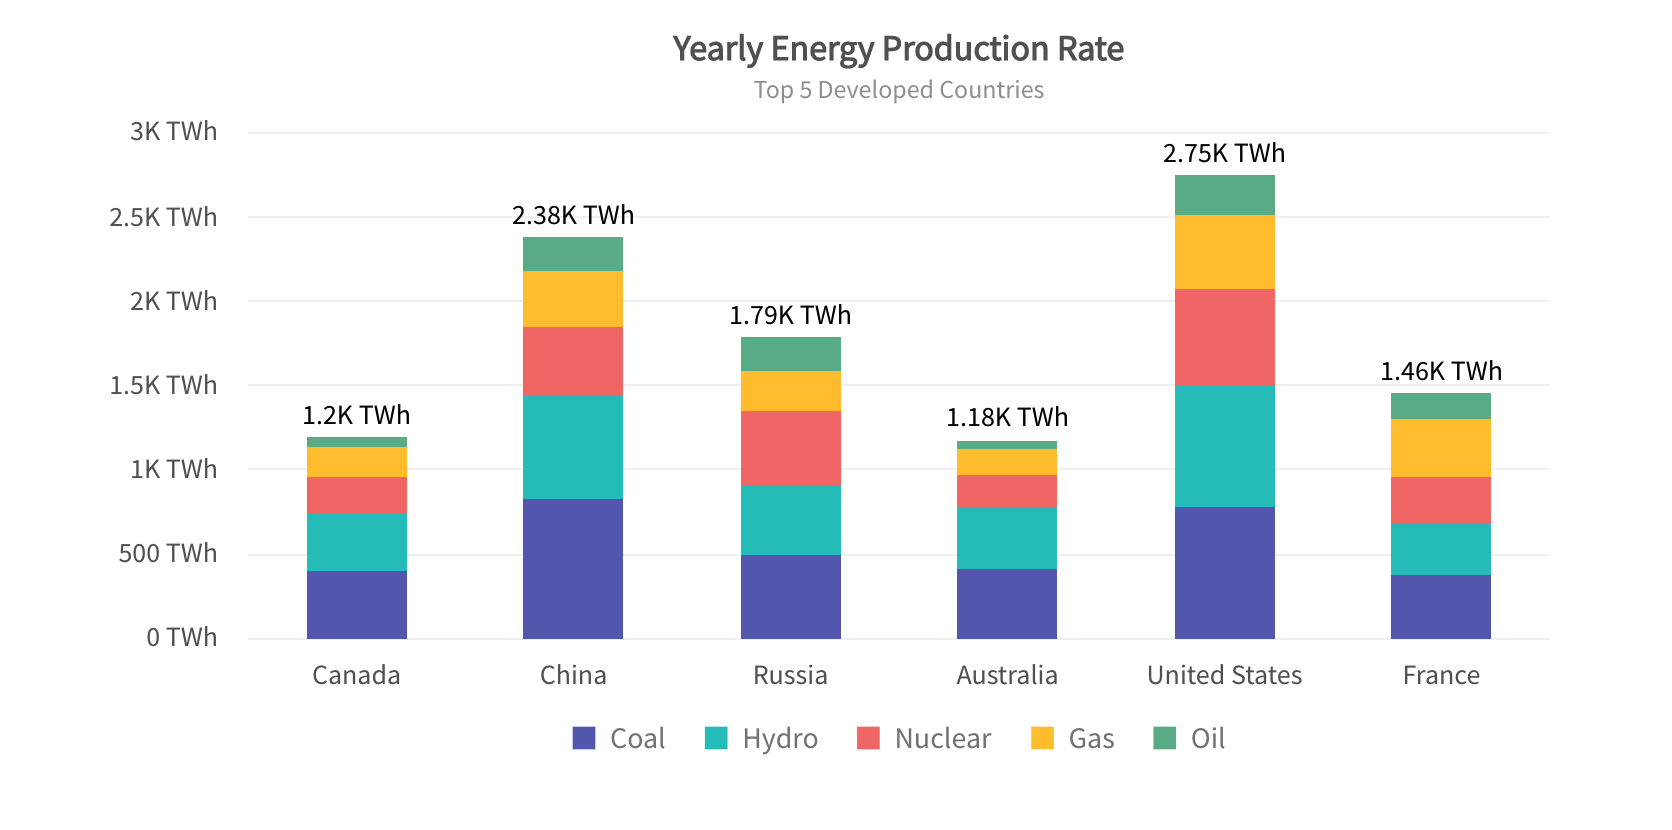 Yearly Energy Production Rate
Top 5 Developed Countries
3K TWh
2.5K TWh
2K TWh
1.5K TWh
1K TWh
500 TWh
0 TWh
1.2K TWh
2.38K TWh
1.79K TWh
1.18K TWh
2.75K TWh
1.46K TWh
Canada China Russia Australia United States France
Coal Hydro Nuclear Gas Oil